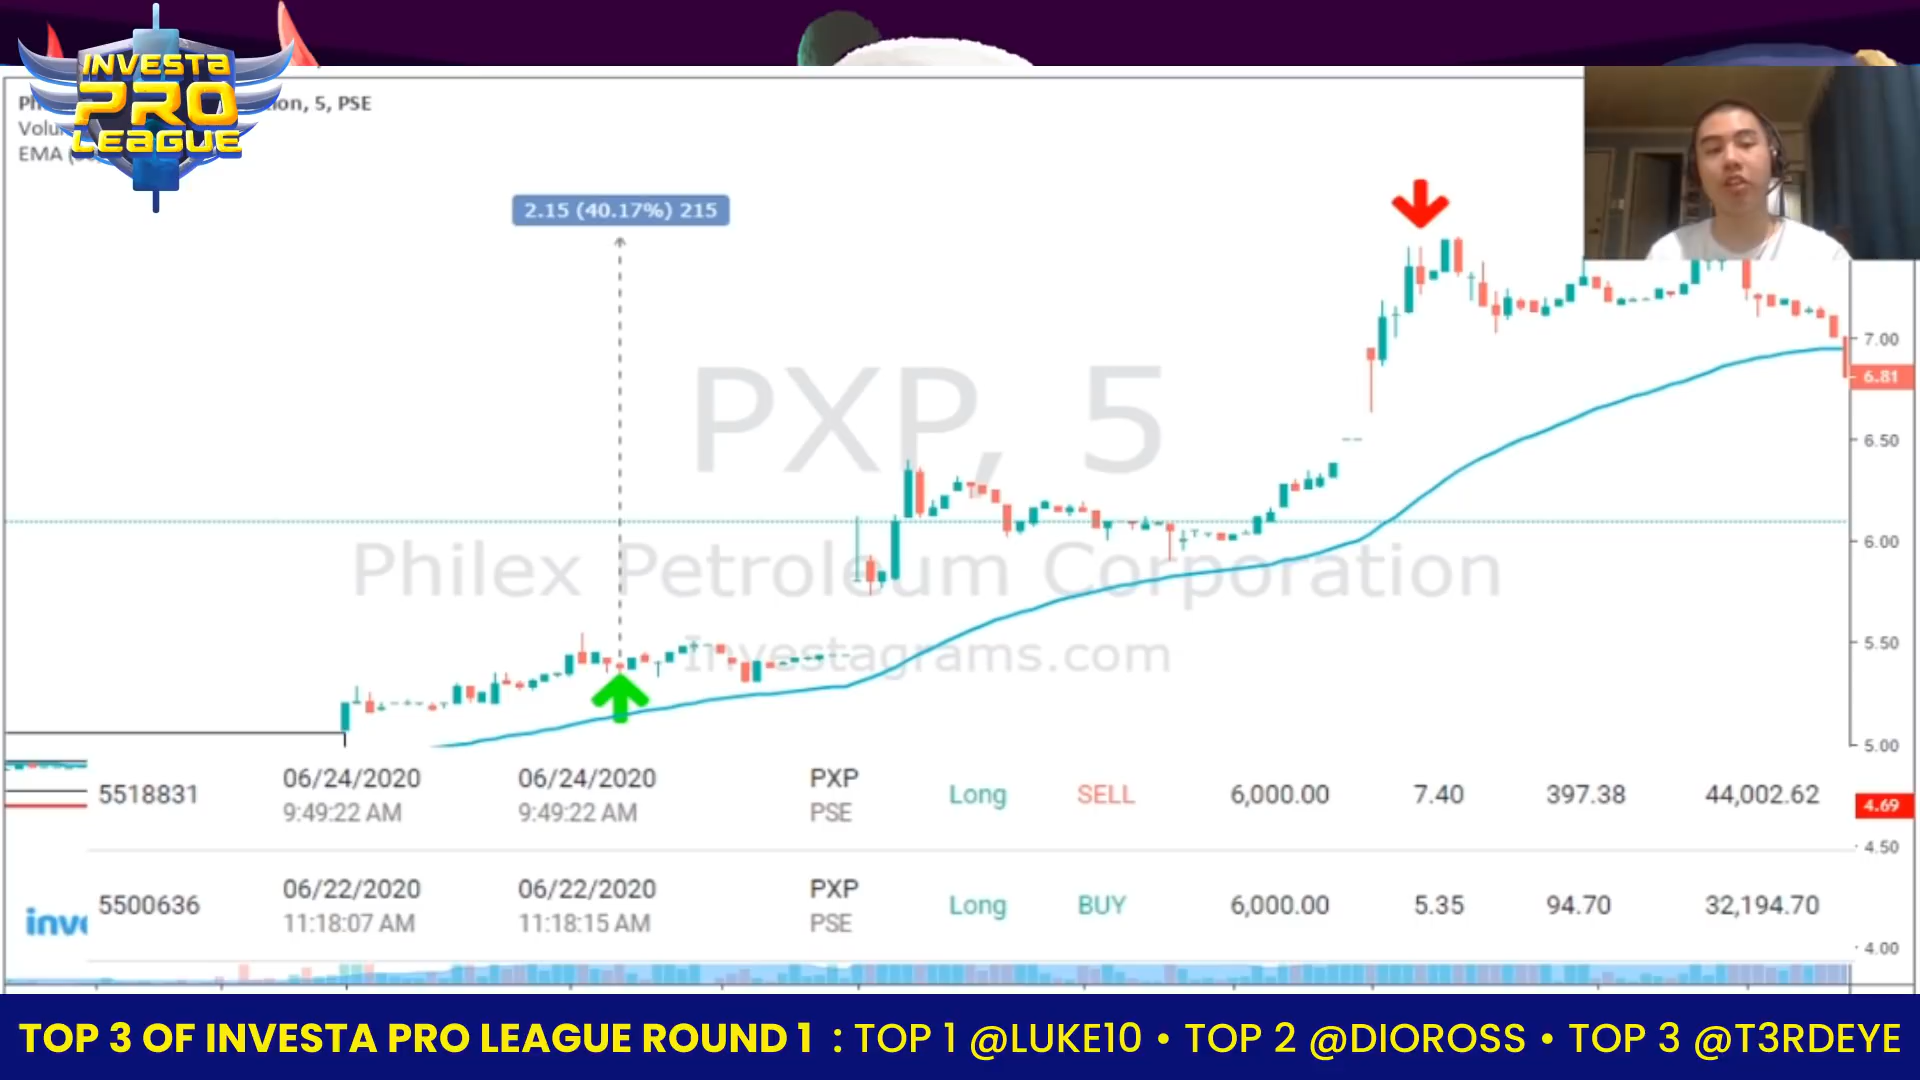 INVESTA
PRO
LEAGUE
ion, 5, PSE
Volu
EMA
2.15 (40.17%) 215
PXP, 5
Philex Petroleum Corporation
Investagrams.com
7.00
6.81
6.50
6.00
5.50
5.00
4.69
4.50
4.00
5518831 06/24/2020 06/24/2020 PXP Long SELL 6,000.00 7.40 397.38 44,002.62
9:49:22 AM 9:49:22 AM PSE
5500636 06/22/2020 06/22/2020 PXP Long BUY 6,000.00 5.35 94.70 32,194.70
11:18:07 AM 11:18:15 AM PSE
inve
TOP 3 OF INVESTA PRO LEAGUE ROUND 1 : TOP 1 @LUKE10 • TOP 2 @DIOROSS • TOP 3 @T3RDEYE